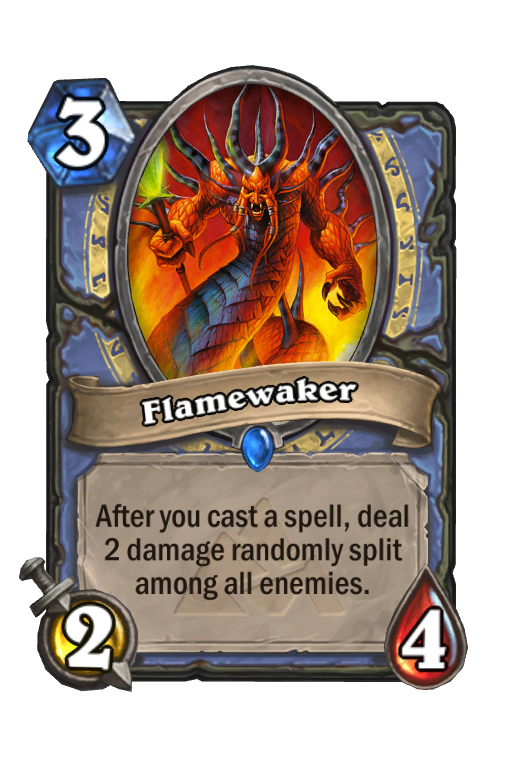 3
Flamewaker
After you cast a spell, deal
2 damage randomly split
among all enemies.
2
4